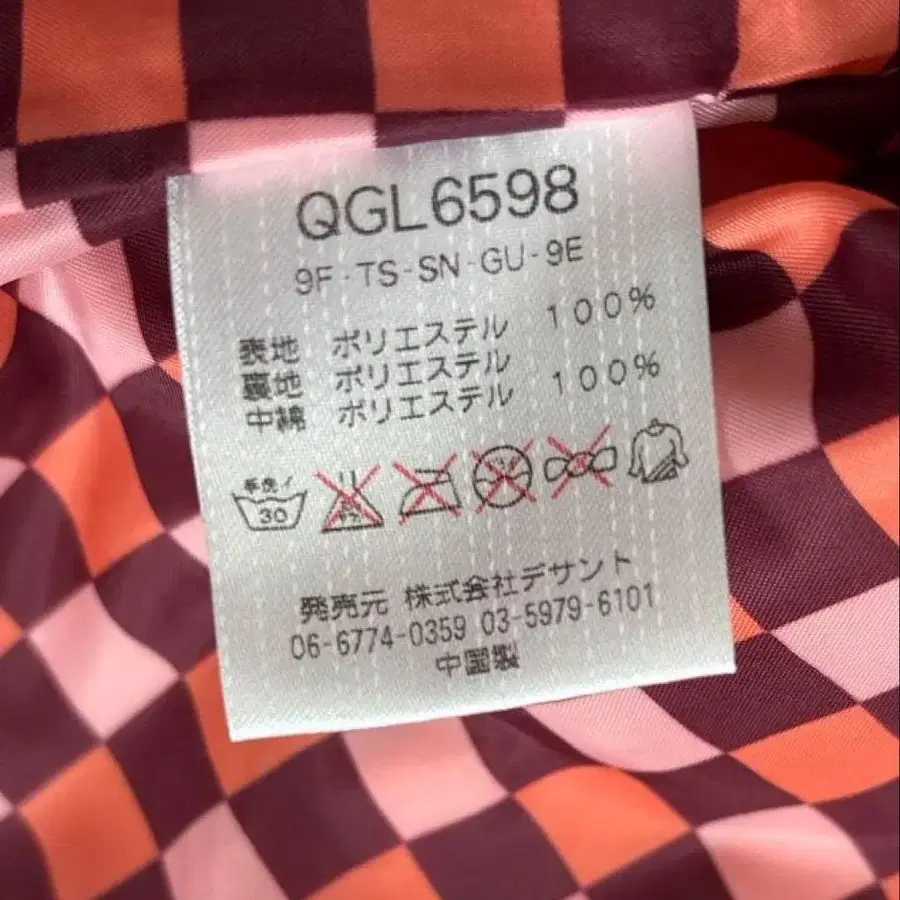 QGL6598
9F-TS-SN-GU-9E
表地 ポリエステル 100%
裏地 ポリエステル
中綿 ポリエステル 100%
手洗イ
30
発売元 株式会社デサント
06-6774-0359 03-5979-6101
中国製